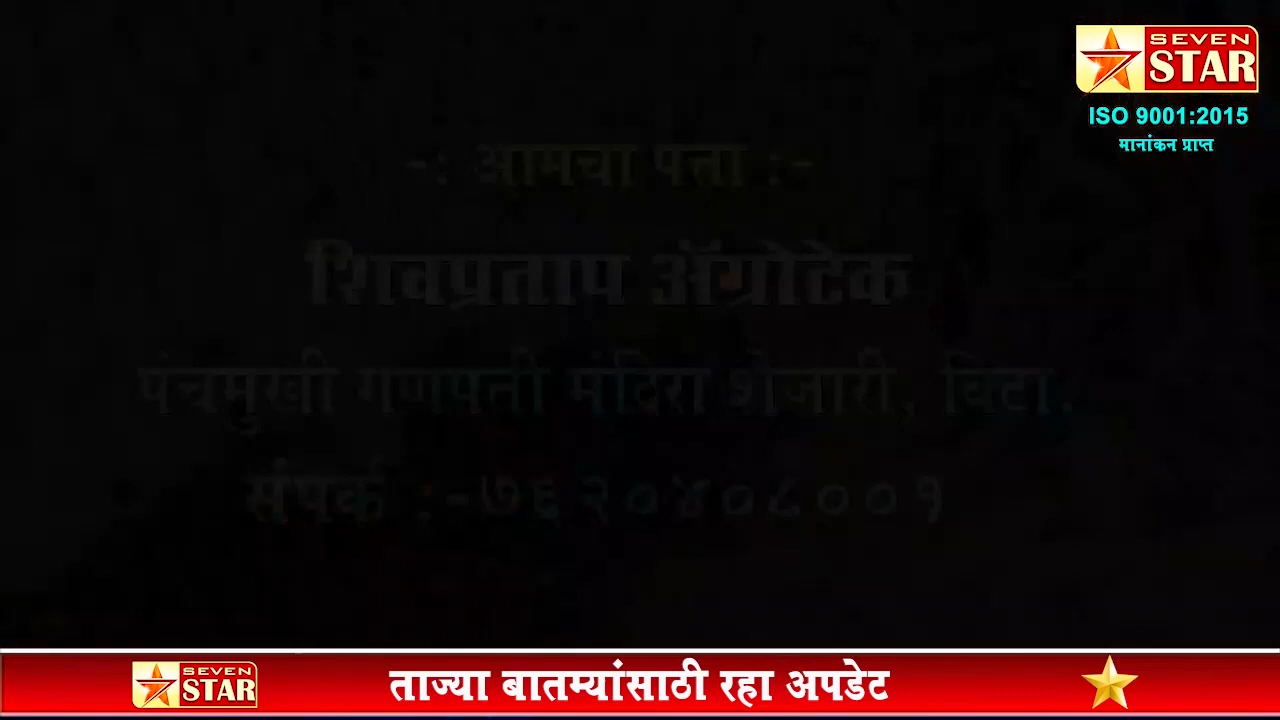 SEVEN
STAR
ISO 9001:2015
मानांकन प्राप्त
-: आमचा पत्ता :-
शिवप्रताप ॲग्रोटेक
पंचमुखी गणपती मंदिरा शेजारी, विटा.
संपर्क :-७६२०४०८००१
SEVEN
STAR
ताज्या बातम्यांसाठी रहा अपडेट